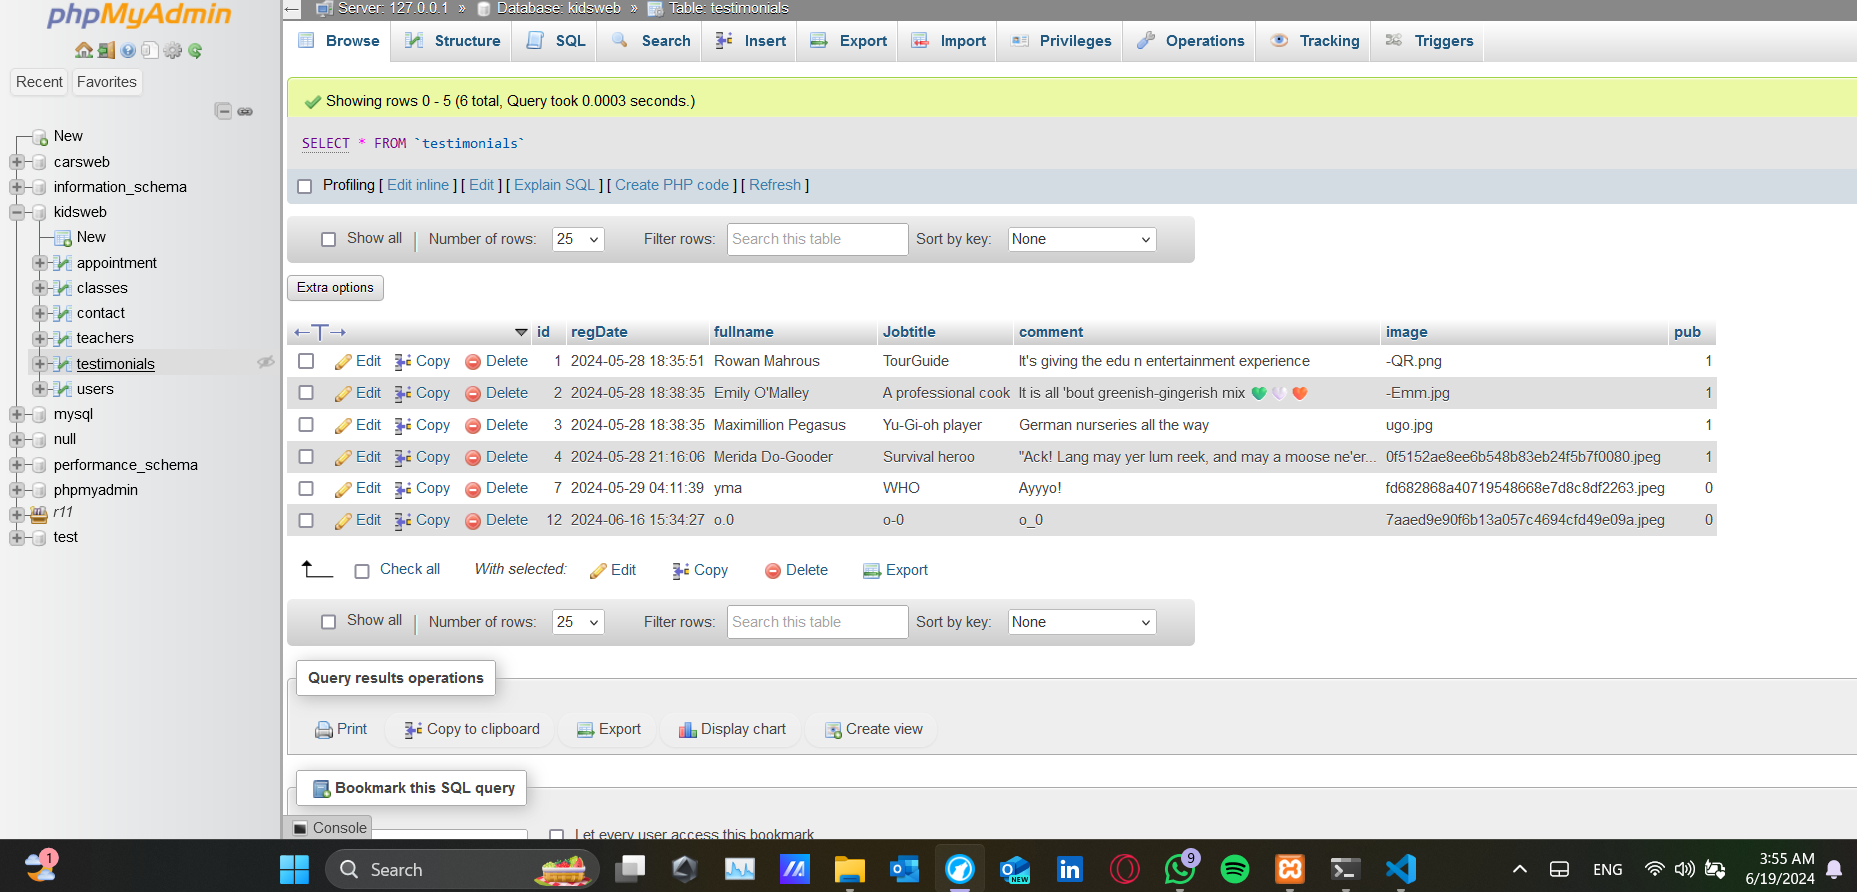 phpMyAdmin
Recent Favorites
New
carsweb
information_schema
kidsweb
New
appointment
classes
contact
teachers
testimonials
users
mysql
null
performance_schema
phpmyadmin
r11
test
Server: 127.0.0.1 » Database: kidsweb » Table: testimonials
Browse Structure SQL Search Insert Export Import Privileges Operations Tracking Triggers
Showing rows 0 - 5 (6 total, Query took 0.0003 seconds.)
SELECT * FROM `testimonials`
Profiling [ Edit inline ] [ Edit ] [ Explain SQL ] [ Create PHP code ] [ Refresh ]
Show all Number of rows: 25 Filter rows: Search this table Sort by key: None
Extra options
id regDate fullname Jobtitle comment image pub
Edit Copy Delete 1 2024-05-28 18:35:51 Rowan Mahrous TourGuide It's giving the edu n entertainment experience -QR.png 1
Edit Copy Delete 2 2024-05-28 18:38:35 Emily O'Malley A professional cook It is all 'bout greenish-gingerish mix 💚🤍🧡 -Emm.jpg 1
Edit Copy Delete 3 2024-05-28 18:38:35 Maximillion Pegasus Yu-Gi-oh player German nurseries all the way ugo.jpg 1
Edit Copy Delete 4 2024-05-28 21:16:06 Merida Do-Gooder Survival heroo "Ack! Lang may yer lum reek, and may a moose ne'er... 0f5152ae8ee6b548b83eb24f5b7f0080.jpeg 1
Edit Copy Delete 7 2024-05-29 04:11:39 yma WHO Ayyyo! fd682868a40719548668e7d8c8df2263.jpeg 0
Edit Copy Delete 12 2024-06-16 15:34:27 o.0 o-0 o_0 7aaed9e90f6b13a057c4694cfd49e09a.jpeg 0
Check all With selected: Edit Copy Delete Export
Show all Number of rows: 25 Filter rows: Search this table Sort by key: None
Query results operations
Print Copy to clipboard Export Display chart Create view
Bookmark this SQL query
Console
Let every user access this bookmark
1
Search
NEW
9
ENG
3:55 AM
6/19/2024